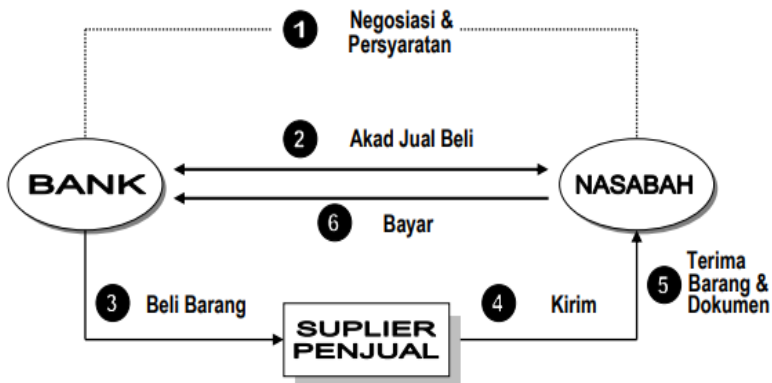 1 Negosiasi &
Persyaratan
2 Akad Jual Beli
BANK
NASABAH
6 Bayar
3 Beli Barang
SUPLIER
PENJUAL
4 Kirim
5 Terima
Barang &
Dokumen